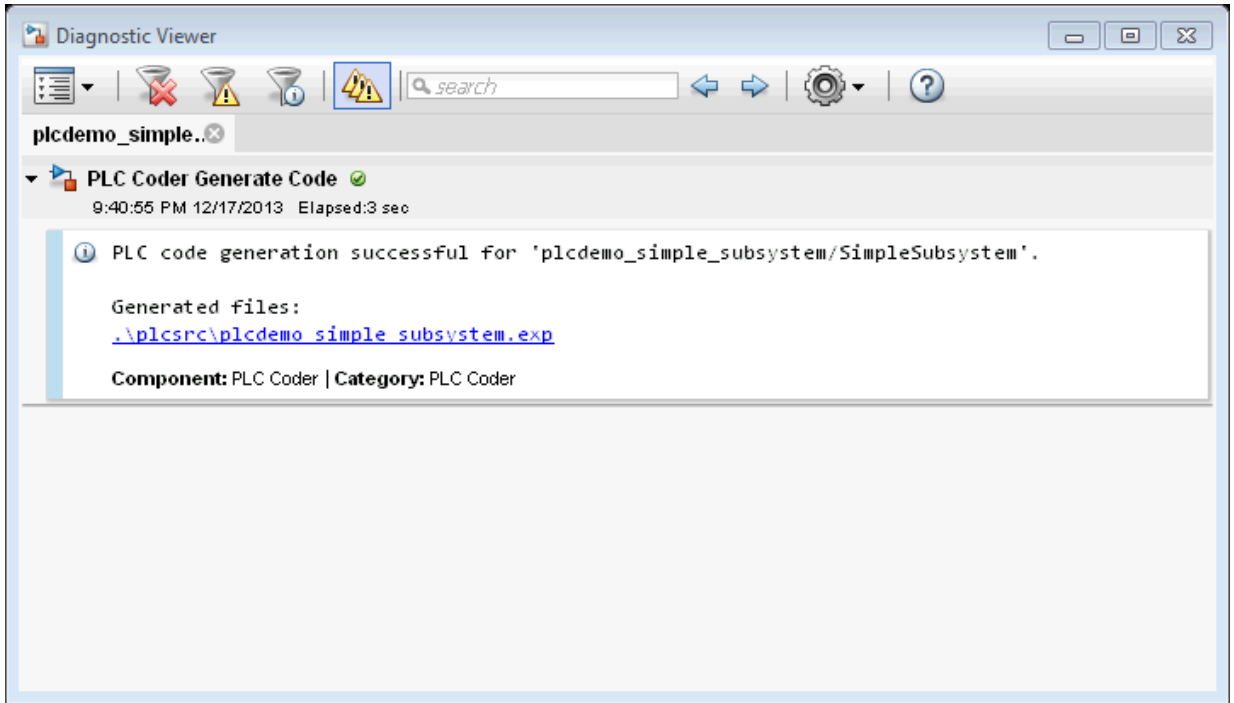 Diagnostic Viewer
search
plcdemo_simple..
PLC Coder Generate Code
9:40:55 PM 12/17/2013 Elapsed:3 sec
PLC code generation successful for 'plcdemo_simple_subsystem/SimpleSubsystem'.
Generated files:
.\plcsrc\plcdemo_simple_subsystem.exp
Component: PLC Coder | Category: PLC Coder